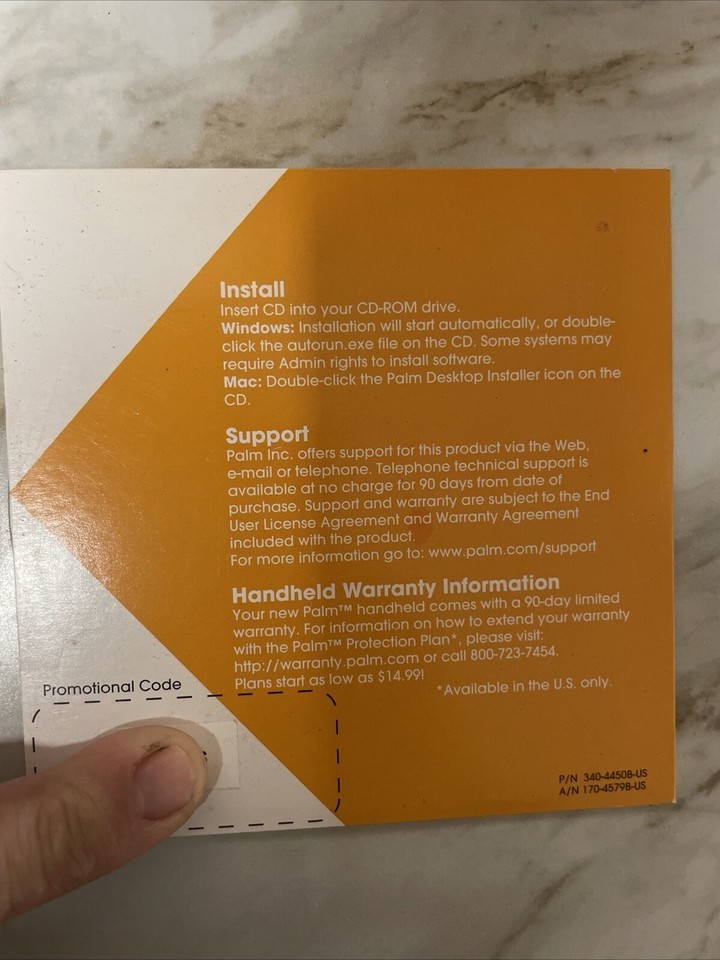 Install
Insert CD into your CD-ROM drive.
Windows: Installation will start automatically, or double-
click the autorun.exe file on the CD. Some systems may
require Admin rights to install software.
Mac: Double-click the Palm Desktop Installer icon on the
CD.
Support
Palm Inc. offers support for this product via the Web,
e-mail or telephone. Telephone technical support is
available at no charge for 90 days from date of
purchase. Support and warranty are subject to the End
User License Agreement and Warranty Agreement
included with the product.
For more information go to: www.palm.com/support
Handheld Warranty Information
Your new Palm™ handheld comes with a 90-day limited
warranty. For information on how to extend your warranty
with the Palm™ Protection Plan*, please visit:
http://warranty.palm.com or call 800-723-7454.
Plans start as low as $14.99!
*Available in the U.S. only.
Promotional Code
P/N 340-4450B-US
A/N 170-4579B-US